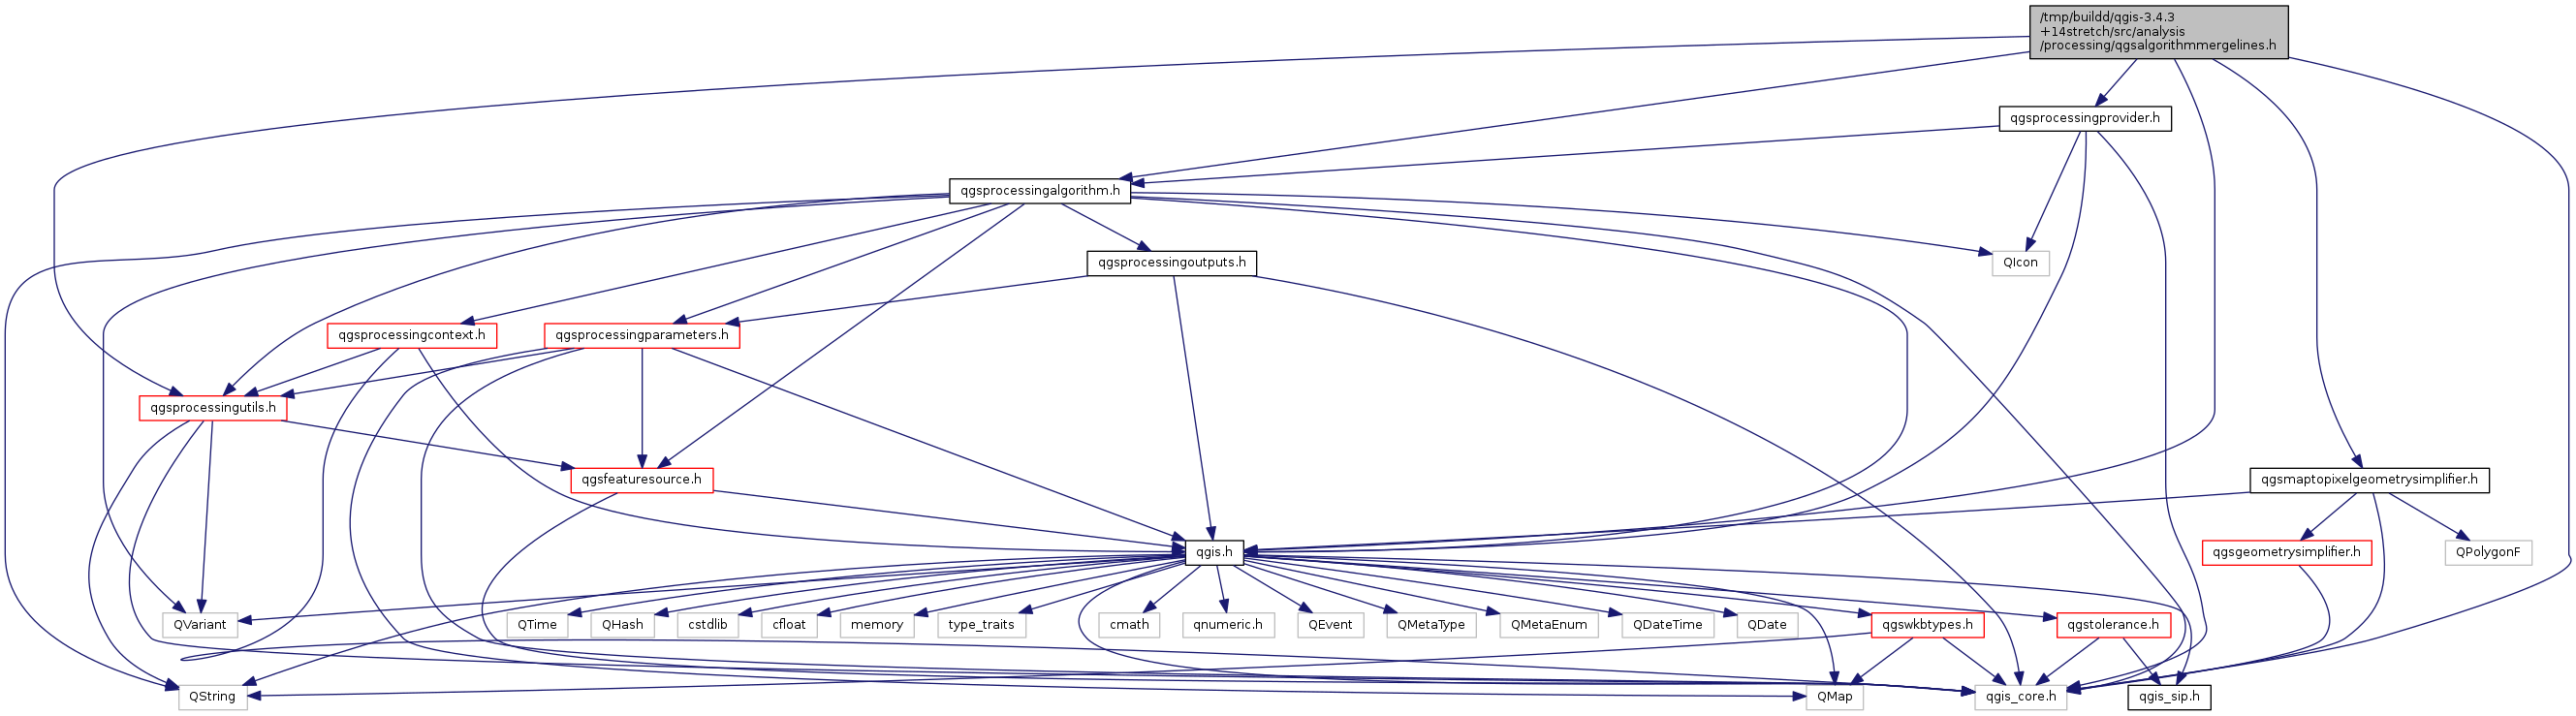 /tmp/buildd/qgis-3.4.3
+14stretch/src/analysis
/processing/qgsalgorithmmergelines.h
qgsprocessingprovider.h
qgsprocessingalgorithm.h
qgsprocessingoutputs.h
QIcon
qgsprocessingcontext.h
qgsprocessingparameters.h
qgsprocessingutils.h
qgsfeaturesource.h
qgsmaptopixelgeometrysimplifier.h
qgis.h
qgsgeometrysimplifier.h
QPolygonF
QVariant
QTime
QHash
cstdlib
cfloat
memory
type_traits
cmath
qnumeric.h
QEvent
QMetaType
QMetaEnum
QDateTime
QDate
qgswkbtypes.h
qgstolerance.h
QString
QMap
qgis_core.h
qgis_sip.h